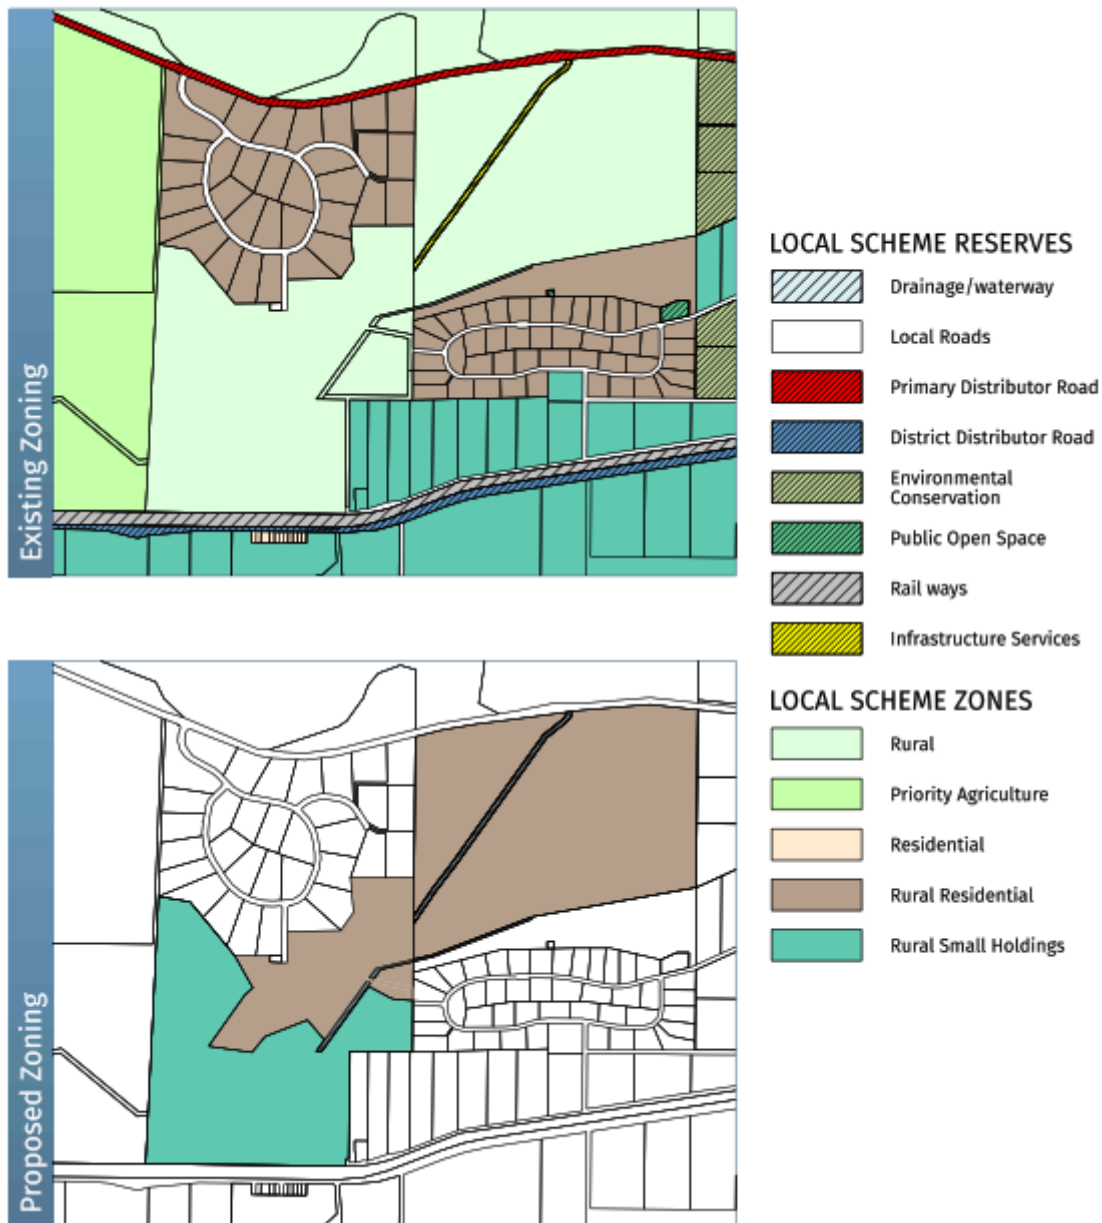 Existing Zoning
LOCAL SCHEME RESERVES
Drainage/waterway
Local Roads
Primary Distributor Road
District Distributor Road
Environmental
Conservation
Public Open Space
Rail ways
Infrastructure Services
LOCAL SCHEME ZONES
Rural
Priority Agriculture
Residential
Rural Residential
Rural Small Holdings
Proposed Zoning